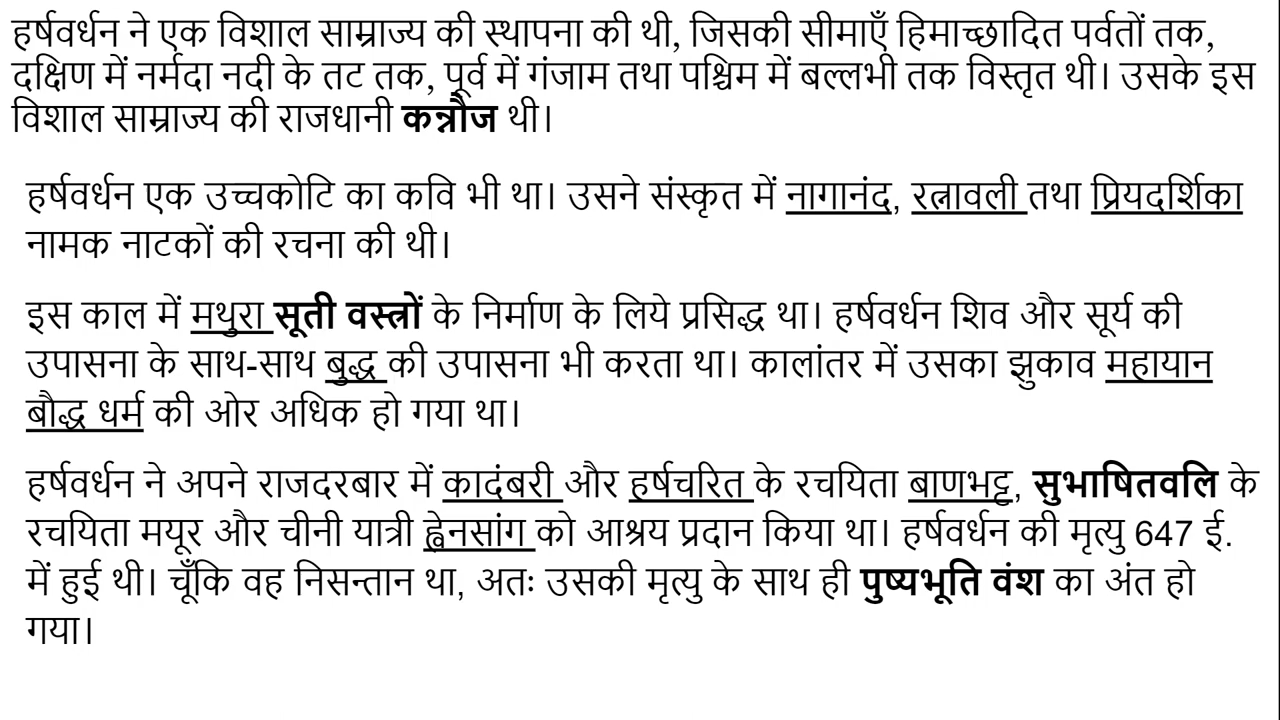 हर्षवर्धन ने एक विशाल साम्राज्य की स्थापना की थी, जिसकी सीमाएँ हिमाच्छादित पर्वतों तक,
दक्षिण में नर्मदा नदी के तट तक, पूर्व में गंजाम तथा पश्चिम में बल्लभी तक विस्तृत थी। उसके इस
विशाल साम्राज्य की राजधानी कन्नौज थी।
हर्षवर्धन एक उच्चकोटि का कवि भी था। उसने संस्कृत में नागानंद, रत्नावली तथा प्रियदर्शिका
नामक नाटकों की रचना की थी।
इस काल में मथुरा सूती वस्त्रों के निर्माण के लिये प्रसिद्ध था। हर्षवर्धन शिव और सूर्य की
उपासना के साथ-साथ बुद्ध की उपासना भी करता था। कालांतर में उसका झुकाव महायान
बौद्ध धर्म की ओर अधिक हो गया था।
हर्षवर्धन ने अपने राजदरबार में कादंबरी और हर्षचरित के रचयिता बाणभट्ट, सुभाषितवलि के
रचयिता मयूर और चीनी यात्री ह्वेनसांग को आश्रय प्रदान किया था। हर्षवर्धन की मृत्यु 647 ई.
में हुई थी। चूँकि वह निसन्तान था, अतः उसकी मृत्यु के साथ ही पुष्यभूति वंश का अंत हो
गया।